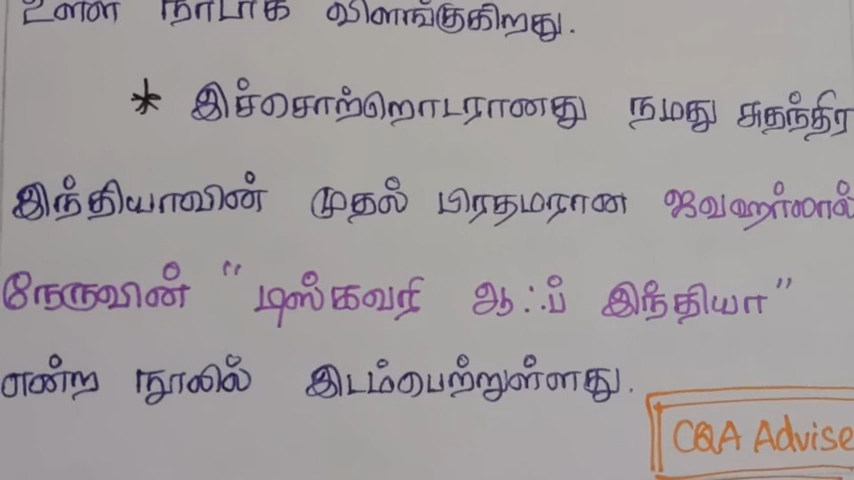 உள்ள நாடாக விளங்குகிறது.
* இச்சொற்றொடரானது நமது சுதந்திர
இந்தியாவின் முதல் பிரதமரான ஜவஹர்லால்
நேருவின் "டிஸ்கவரி ஆஃப் இந்தியா"
என்ற நூலில் இடம்பெற்றுள்ளது.
CQA Advise